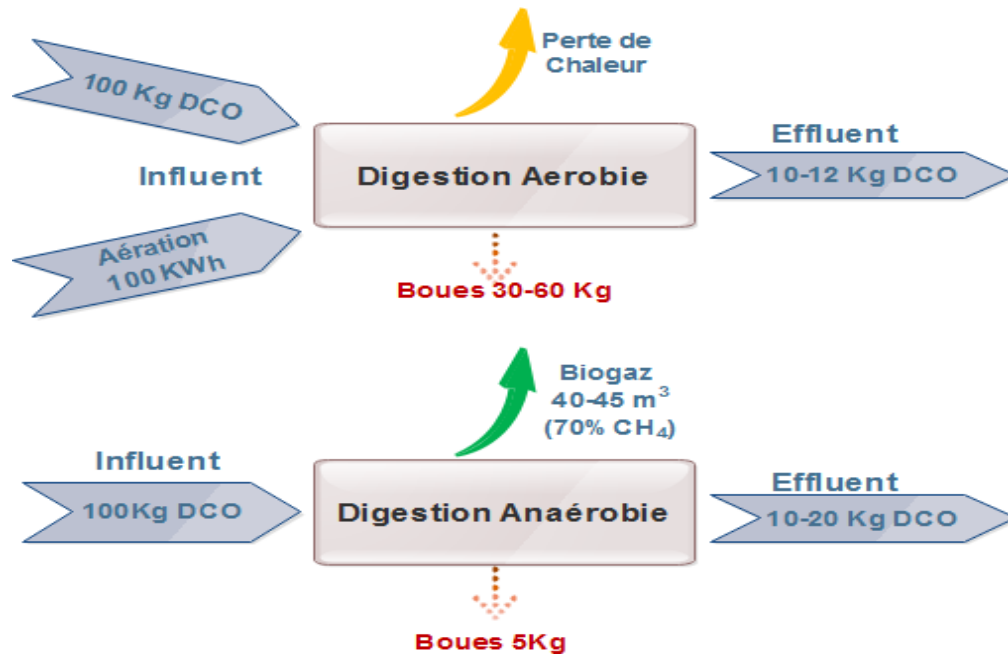 Perte de
Chaleur
100 Kg DCO
Influent
Aération
100 KWh
Digestion Aerobie
Effluent
10-12 Kg DCO
Boues 30-60 Kg
Biogaz
40-45 m³
(70% CH₄)
Influent
100Kg DCO
Digestion Anaérobie
Effluent
10-20 Kg DCO
Boues 5Kg